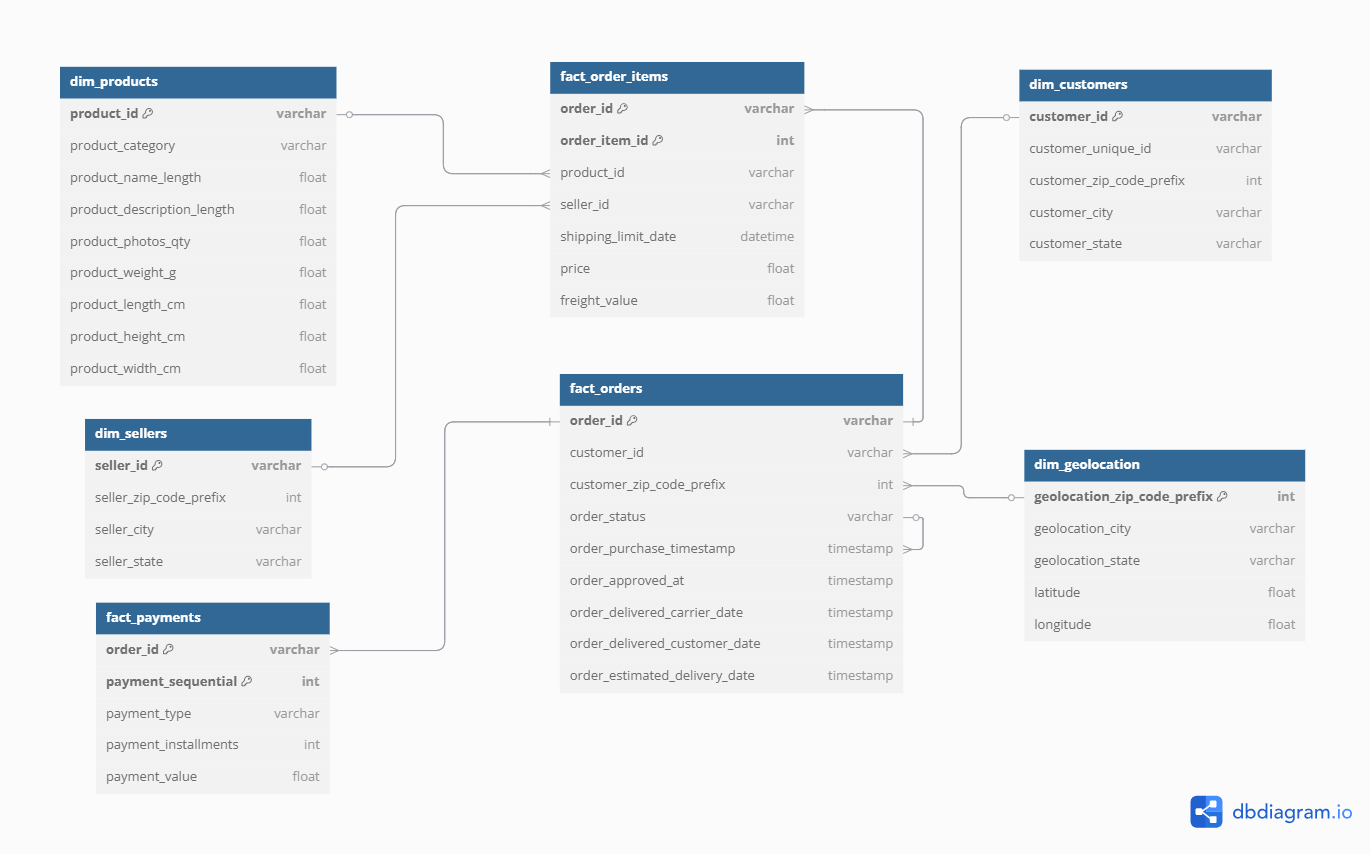 dim_products
product_id varchar
product_category varchar
product_name_length float
product_description_length float
product_photos_qty float
product_weight_g float
product_length_cm float
product_height_cm float
product_width_cm float
fact_order_items
order_id varchar
order_item_id int
product_id varchar
seller_id varchar
shipping_limit_date datetime
price float
freight_value float
dim_customers
customer_id varchar
customer_unique_id varchar
customer_zip_code_prefix int
customer_city varchar
customer_state varchar
dim_sellers
seller_id varchar
seller_zip_code_prefix int
seller_city varchar
seller_state varchar
fact_orders
order_id varchar
customer_id varchar
customer_zip_code_prefix int
order_status varchar
order_purchase_timestamp timestamp
order_approved_at timestamp
order_delivered_carrier_date timestamp
order_delivered_customer_date timestamp
order_estimated_delivery_date timestamp
dim_geolocation
geolocation_zip_code_prefix int
geolocation_city varchar
geolocation_state varchar
latitude float
longitude float
fact_payments
order_id varchar
payment_sequential int
payment_type varchar
payment_installments int
payment_value float
dbdiagram.io